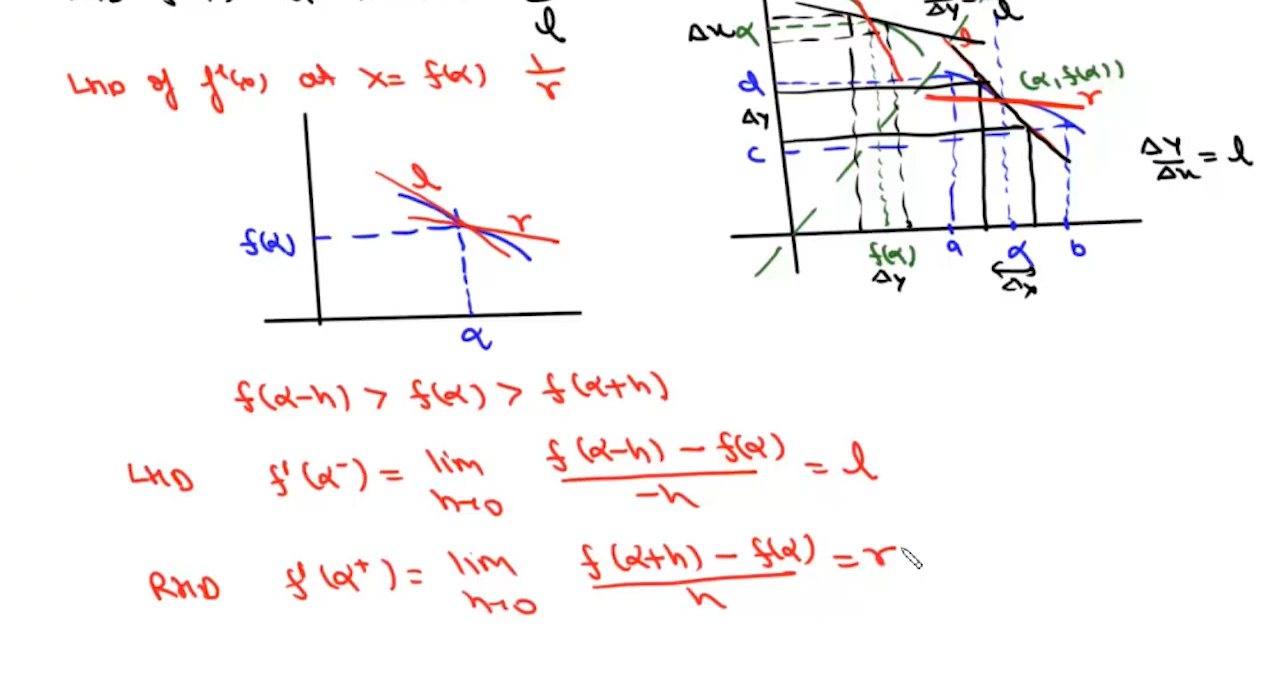 l
LHD of f⁻¹(x) at x = f(α) 1/r
l
r
f(α)
α
f(α-h) > f(α) > f(α+h)
LHD f'(α⁻) = lim h→0 f(α-h) - f(α) / -h = l
RHD f'(α⁺) = lim h→0 f(α+h) - f(α) / h = r
Δy
l
Δx α
l
(α, f(α))
d
r
Δy
c
Δy/Δx = l
f(α) a α b
Δy Δx